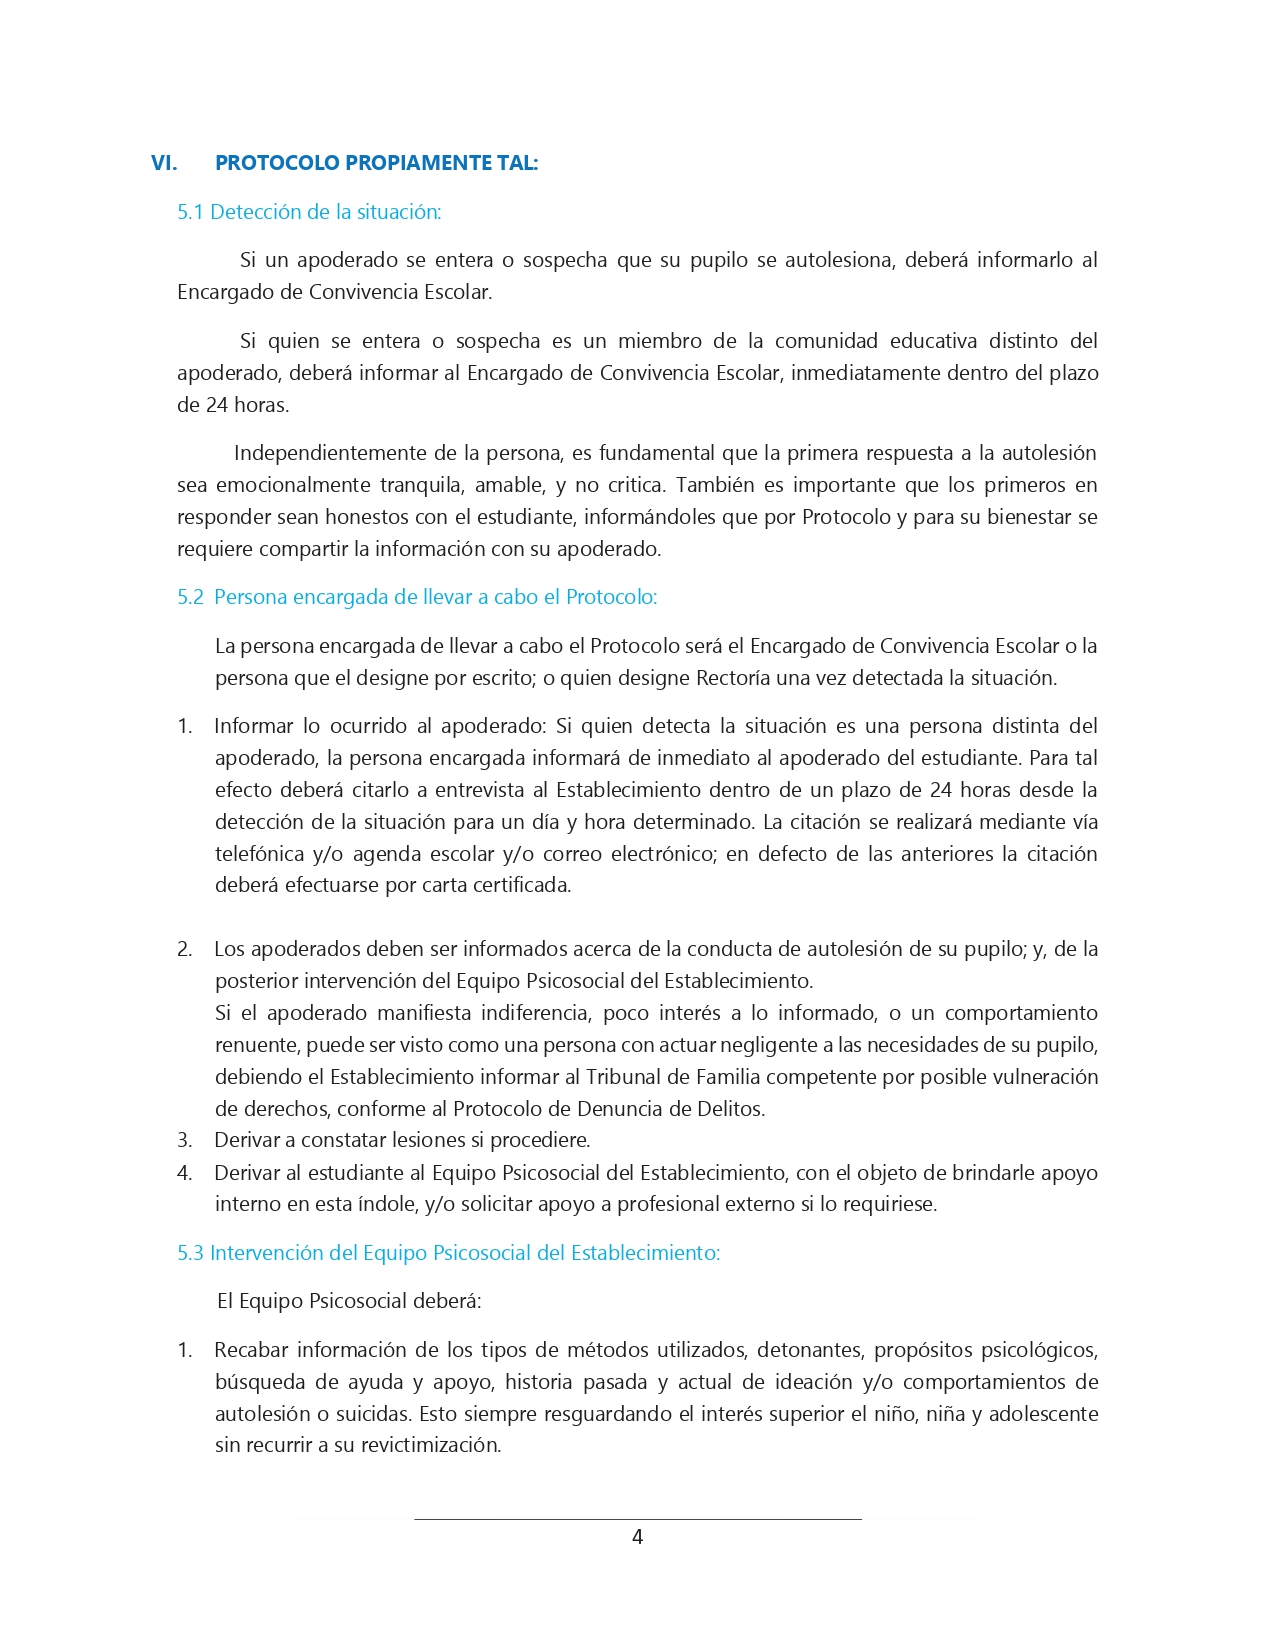 VI. PROTOCOLO PROPIAMENTE TAL:
5.1 Detección de la situación:
Si un apoderado se entera o sospecha que su pupilo se autolesiona, deberá informarlo al
Encargado de Convivencia Escolar.
Si quien se entera o sospecha es un miembro de la comunidad educativa distinto del
apoderado, deberá informar al Encargado de Convivencia Escolar, inmediatamente dentro del plazo
de 24 horas.
Independientemente de la persona, es fundamental que la primera respuesta a la autolesión
sea emocionalmente tranquila, amable, y no critica. También es importante que los primeros en
responder sean honestos con el estudiante, informándoles que por Protocolo y para su bienestar se
requiere compartir la información con su apoderado.
5.2 Persona encargada de llevar a cabo el Protocolo:
La persona encargada de llevar a cabo el Protocolo será el Encargado de Convivencia Escolar o la
persona que el designe por escrito; o quien designe Rectoría una vez detectada la situación.
1. Informar lo ocurrido al apoderado: Si quien detecta la situación es una persona distinta del
apoderado, la persona encargada informará de inmediato al apoderado del estudiante. Para tal
efecto deberá citarlo a entrevista al Establecimiento dentro de un plazo de 24 horas desde la
detección de la situación para un día y hora determinado. La citación se realizará mediante vía
telefónica y/o agenda escolar y/o correo electrónico; en defecto de las anteriores la citación
deberá efectuarse por carta certificada.
2. Los apoderados deben ser informados acerca de la conducta de autolesión de su pupilo; y, de la
posterior intervención del Equipo Psicosocial del Establecimiento.
Si el apoderado manifiesta indiferencia, poco interés a lo informado, o un comportamiento
renuente, puede ser visto como una persona con actuar negligente a las necesidades de su pupilo,
debiendo el Establecimiento informar al Tribunal de Familia competente por posible vulneración
de derechos, conforme al Protocolo de Denuncia de Delitos.
3. Derivar a constatar lesiones si procediere.
4. Derivar al estudiante al Equipo Psicosocial del Establecimiento, con el objeto de brindarle apoyo
interno en esta índole, y/o solicitar apoyo a profesional externo si lo requiriese.
5.3 Intervención del Equipo Psicosocial del Establecimiento:
El Equipo Psicosocial deberá:
1. Recabar información de los tipos de métodos utilizados, detonantes, propósitos psicológicos,
búsqueda de ayuda y apoyo, historia pasada y actual de ideación y/o comportamientos de
autolesión o suicidas. Esto siempre resguardando el interés superior el niño, niña y adolescente
sin recurrir a su revictimización.
4